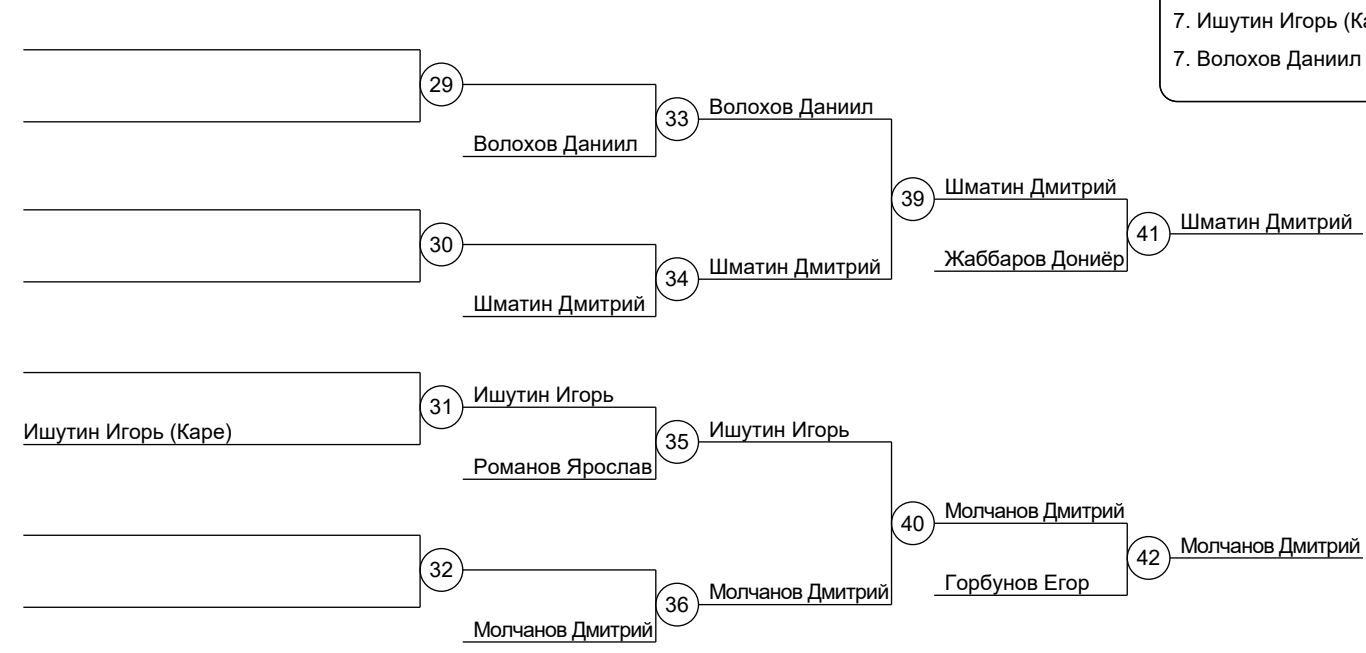 7. Ишутин Игорь (Ка
7. Волохов Даниил
29
Волохов Даниил
33
Волохов Даниил
Шматин Дмитрий
39
Шматин Дмитрий
41
30
Жаббаров Дониёр
Шматин Дмитрий
34
Шматин Дмитрий
Ишутин Игорь
31
Ишутин Игорь (Каре)
Ишутин Игорь
35
Романов Ярослав
Молчанов Дмитрий
40
Молчанов Дмитрий
42
32
Горбунов Егор
Молчанов Дмитрий
36
Молчанов Дмитрий